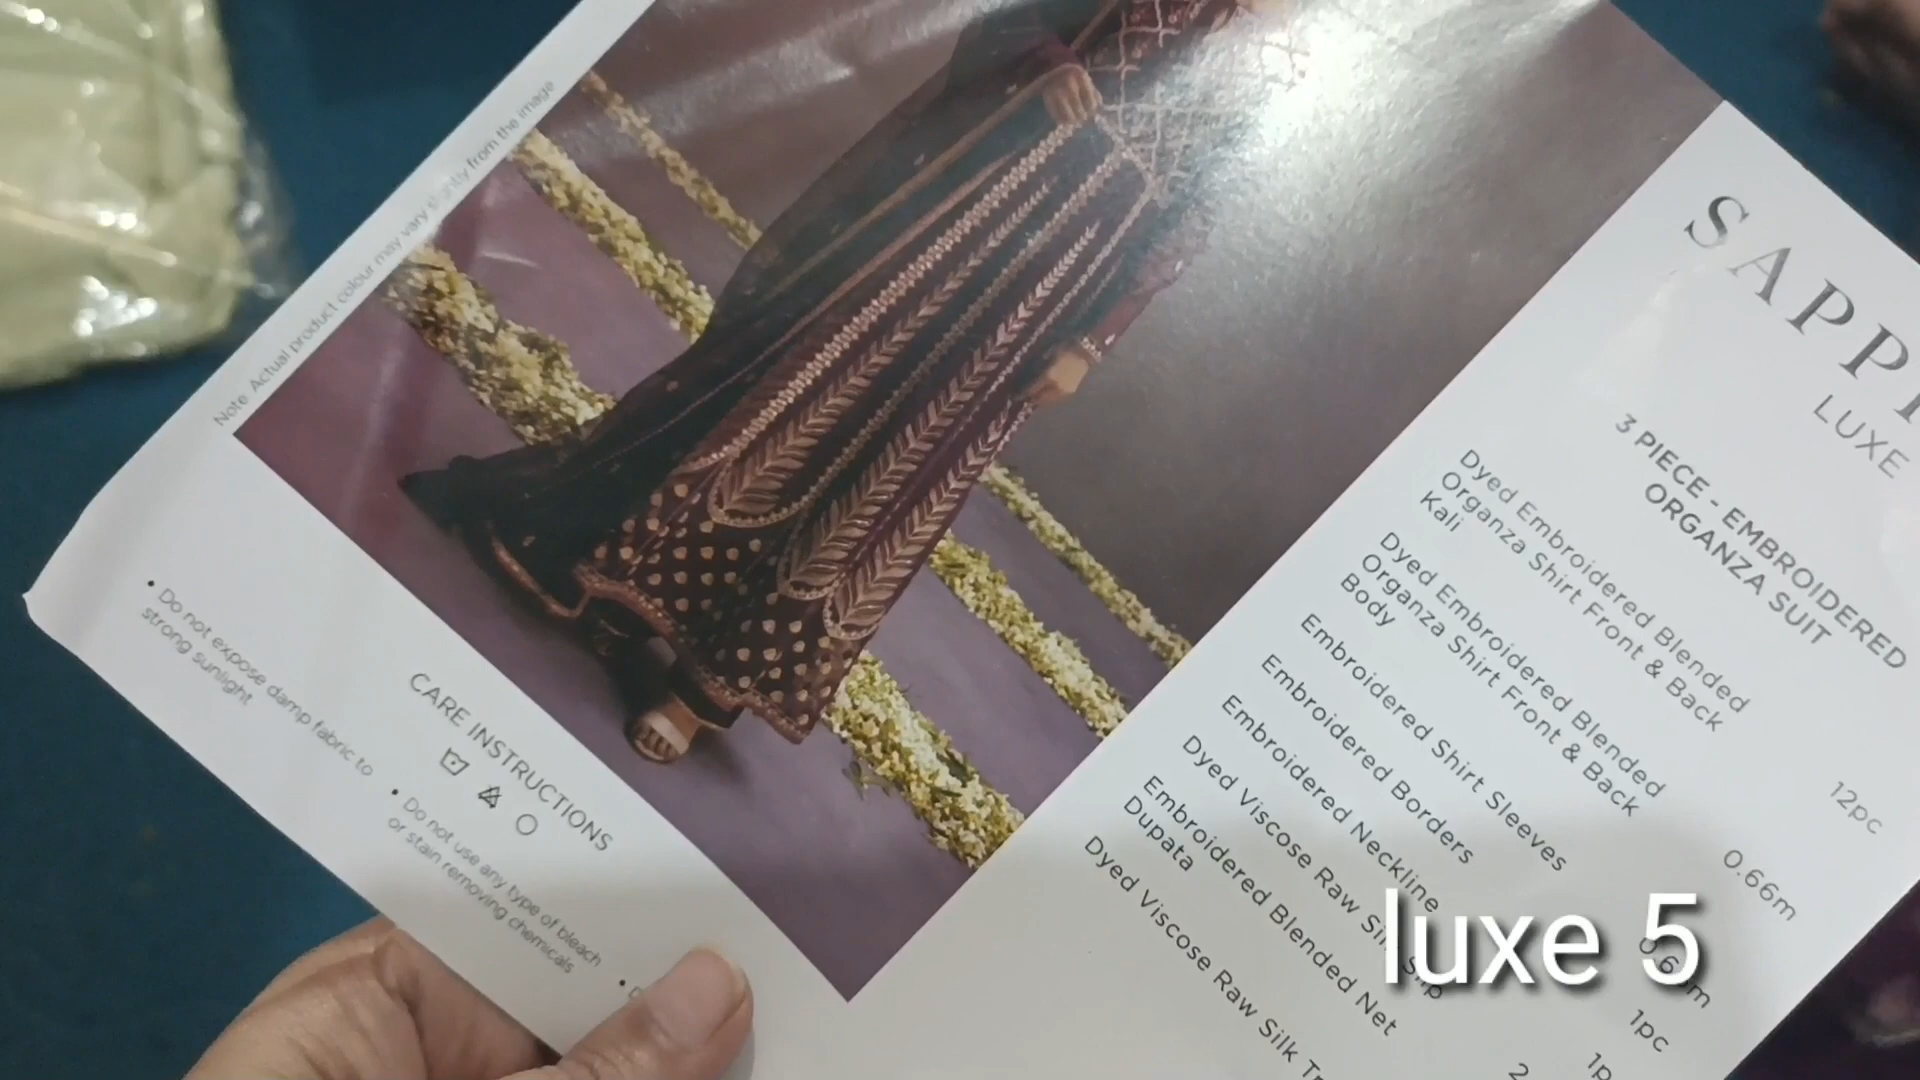 Note Actual product colour may vary slightly from the image
SAPP
LUXE
3 PIECE - EMBROIDERED
ORGANZA SUIT
Dyed Embroidered Blended
Organza Shirt Front & Back
Kali
12pc
Dyed Embroidered Blended
Organza Shirt Front & Back
Body
0.66m
Embroidered Shirt Sleeves
Embroidered Borders
1pc
Embroidered Neckline
Dyed Viscose Raw
Embroidered Blended Net
Dupata
Dyed Viscose Raw Silk
CARE INSTRUCTIONS
• Do not expose damp fabric to
strong sunlight
• Do not use any type of bleach
or stain removing chemicals
luxe 5